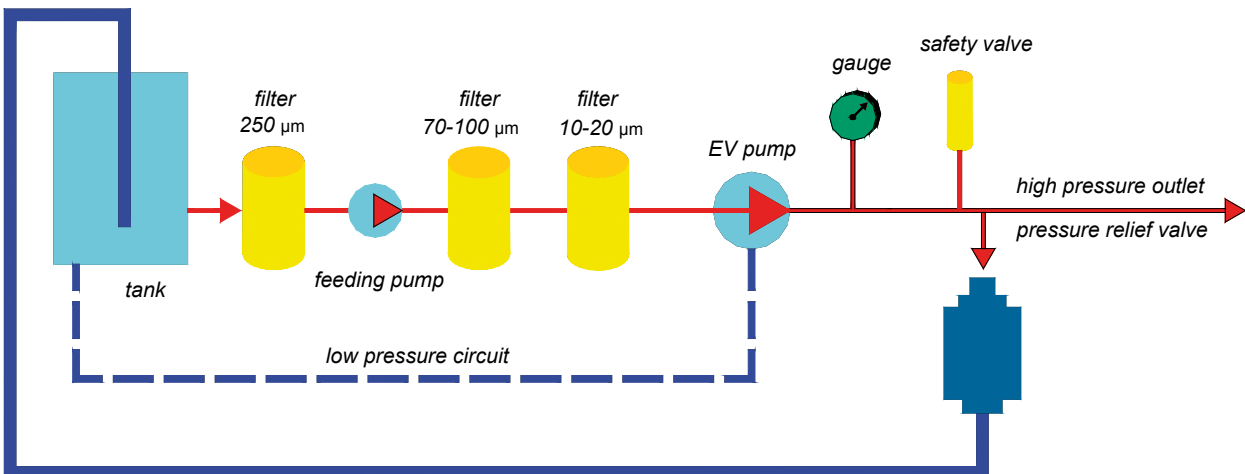 safety valve
gauge
filter
250 µm
filter
70-100 µm
filter
10-20 µm
EV pump
high pressure outlet
pressure relief valve
tank
feeding pump
low pressure circuit